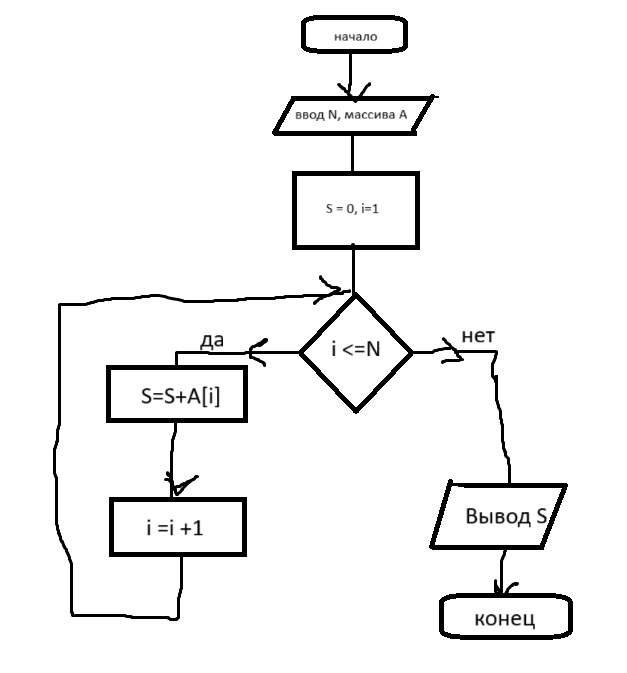 начало
ввод N, массива A
S = 0, i=1
i <=N
да
нет
S=S+A[i]
i =i +1
Вывод S
конец